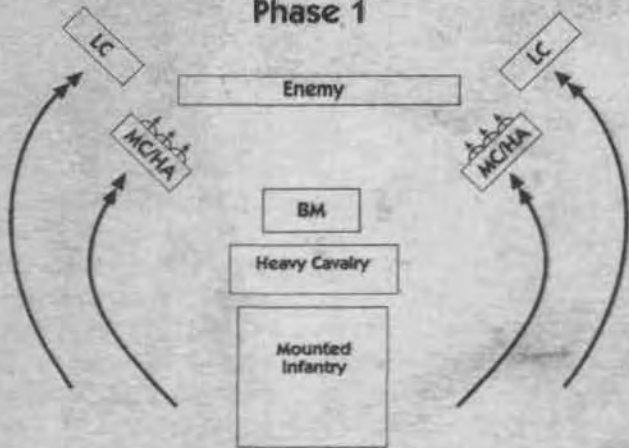 Phase 1
LC
LC
Enemy
MC/HA
MC/HA
BM
Heavy Cavalry
Mounted
Infantry